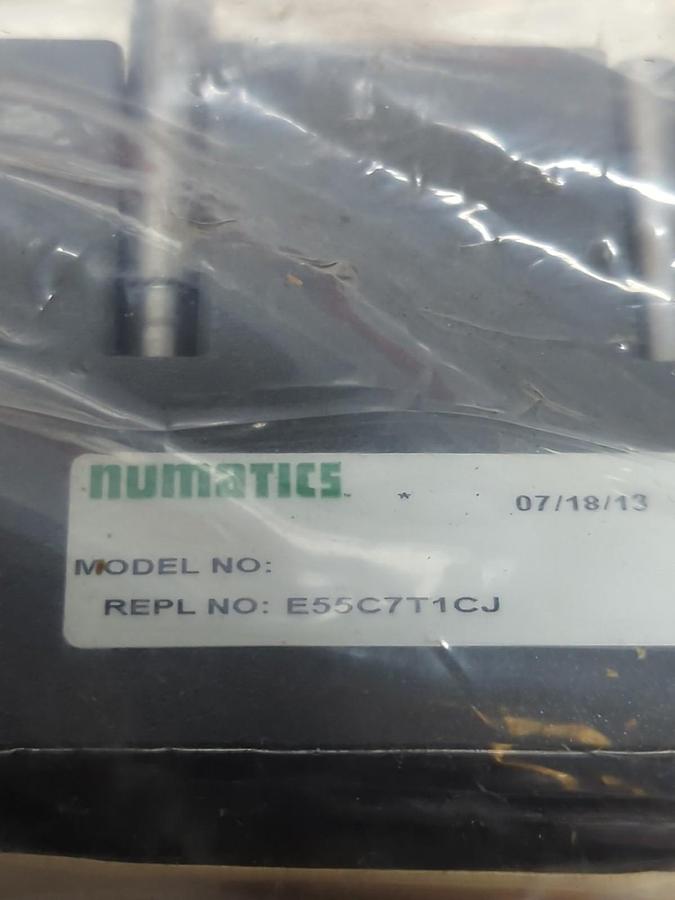 numatics * 07/18/13
MODEL NO:
REPL NO: E55C7T1CJ